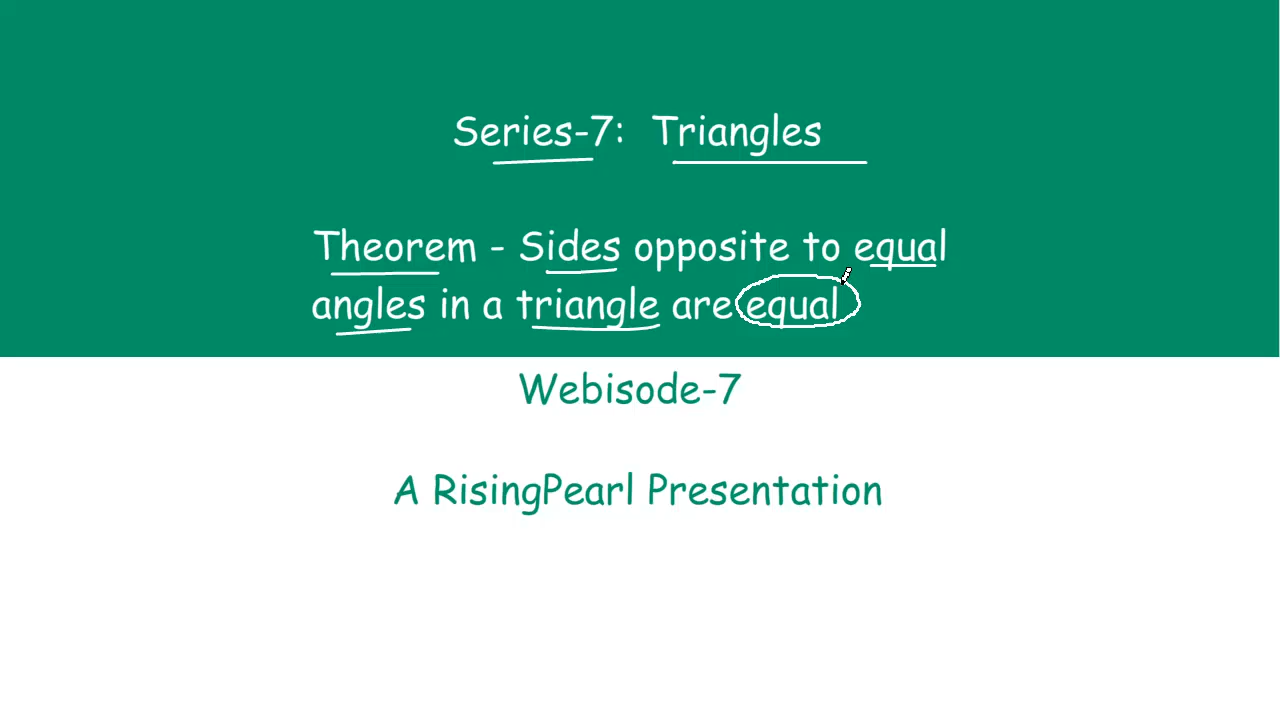 Series-7: Triangles
Theorem - Sides opposite to equal
angles in a triangle are equal
Webisode-7
A RisingPearl Presentation